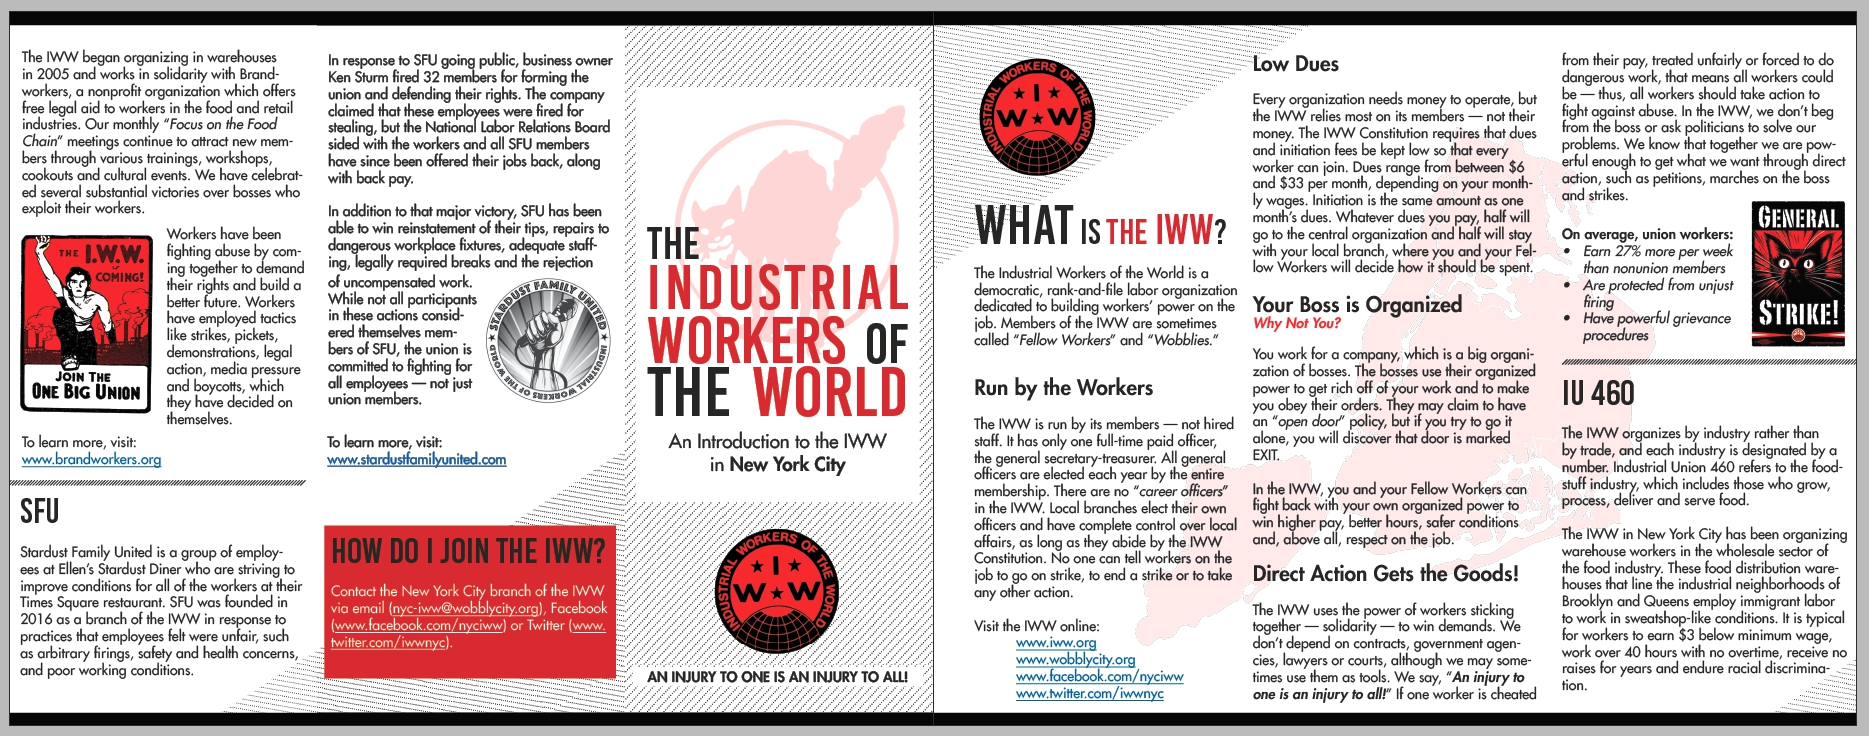 The IWW began organizing in warehouses
in 2005 and works in solidarity with Brand-
workers, a nonprofit organization which offers
free legal aid to workers in the food and retail
industries. Our monthly “Focus on the Food
Chain” meetings continue to attract new mem-
bers through various trainings, workshops,
cookouts and cultural events. We have celebrat-
ed several substantial victories over bosses who
exploit their workers.
THE I.W.W.
IS
COMING!
JOIN THE
ONE BIG UNION
Workers have been
fighting abuse by com-
ing together to demand
their rights and build a
better future. Workers
have employed tactics
like strikes, pickets,
demonstrations, legal
action, media pressure
and boycotts, which
they have decided on
themselves.
To learn more, visit:
www.brandworkers.org
SFU
Stardust Family United is a group of employ-
ees at Ellen’s Stardust Diner who are striving to
improve conditions for all of the workers at their
Times Square restaurant. SFU was founded in
2016 as a branch of the IWW in response to
practices that employees felt were unfair, such
as arbitrary firings, safety and health concerns,
and poor working conditions.
In response to SFU going public, business owner
Ken Sturm fired 32 members for forming the
union and defending their rights. The company
claimed that these employees were fired for
stealing, but the National Labor Relations Board
sided with the workers and all SFU members
have since been offered their jobs back, along
with back pay.
In addition to that major victory, SFU has been
able to win reinstatement of their tips, repairs to
dangerous workplace fixtures, adequate staff-
ing, legally required breaks and the rejection
of uncompensated work.
While not all participants
in these actions consid-
ered themselves mem-
bers of SFU, the union is
committed to fighting for
all employees — not just
union members.
STARDUST FAMILY UNITED
INDUSTRIAL WORKERS OF THE WORLD
To learn more, visit:
www.stardustfamilyunited.com
HOW DO I JOIN THE IWW?
Contact the New York City branch of the IWW
via email (nyc-iww@wobblycity.org), Facebook
(www.facebook.com/nyciww) or Twitter (www.
twitter.com/iwwnyc).
THE
INDUSTRIAL
WORKERS OF
THE WORLD
An Introduction to the IWW
in New York City
INDUSTRIAL WORKERS OF THE WORLD
I W W
AN INJURY TO ONE IS AN INJURY TO ALL!
INDUSTRIAL WORKERS OF THE WORLD
I W W
WHAT IS THE IWW?
The Industrial Workers of the World is a
democratic, rank-and-file labor organization
dedicated to building workers’ power on the
job. Members of the IWW are sometimes
called “Fellow Workers” and “Wobblies.”
Run by the Workers
The IWW is run by its members — not hired
staff. It has only one full-time paid officer,
the general secretary-treasurer. All general
officers are elected each year by the entire
membership. There are no “career officers”
in the IWW. Local branches elect their own
officers and have complete control over local
affairs, as long as they abide by the IWW
Constitution. No one can tell workers on the
job to go on strike, to end a strike or to take
any other action.
Visit the IWW online:
www.iww.org
www.wobblycity.org
www.facebook.com/nyciww
www.twitter.com/iwwnyc
Low Dues
Every organization needs money to operate, but
the IWW relies most on its members — not their
money. The IWW Constitution requires that dues
and initiation fees be kept low so that every
worker can join. Dues range from between $6
and $33 per month, depending on your month-
ly wages. Initiation is the same amount as one
month’s dues. Whatever dues you pay, half will
go to the central organization and half will stay
with your local branch, where you and your Fel-
low Workers will decide how it should be spent.
Your Boss is Organized
Why Not You?
You work for a company, which is a big organi-
zation of bosses. The bosses use their organized
power to get rich off of your work and to make
you obey their orders. They may claim to have
an “open door” policy, but if you try to go it
alone, you will discover that door is marked
EXIT.
In the IWW, you and your Fellow Workers can
fight back with your own organized power to
win higher pay, better hours, safer conditions
and, above all, respect on the job.
Direct Action Gets the Goods!
The IWW uses the power of workers sticking
together — solidarity — to win demands. We
don’t depend on contracts, government agen-
cies, lawyers or courts, although we may some-
times use them as tools. We say, “An injury to
one is an injury to all!” If one worker is cheated
from their pay, treated unfairly or forced to do
dangerous work, that means all workers could
be — thus, all workers should take action to
fight against abuse. In the IWW, we don’t beg
from the boss or ask politicians to solve our
problems. We know that together we are pow-
erful enough to get what we want through direct
action, such as petitions, marches on the boss
and strikes.
On average, union workers:
• Earn 27% more per week
than nonunion members
• Are protected from unjust
firing
• Have powerful grievance
procedures
GENERAL
STRIKE!
IU 460
The IWW organizes by industry rather than
by trade, and each industry is designated by a
number. Industrial Union 460 refers to the food-
stuff industry, which includes those who grow,
process, deliver and serve food.
The IWW in New York City has been organizing
warehouse workers in the wholesale sector of
the food industry. These food distribution ware-
houses that line the industrial neighborhoods of
Brooklyn and Queens employ immigrant labor
to work in sweatshop-like conditions. It is typical
for workers to earn $3 below minimum wage,
work over 40 hours with no overtime, receive no
raises for years and endure racial discrimina-
tion.